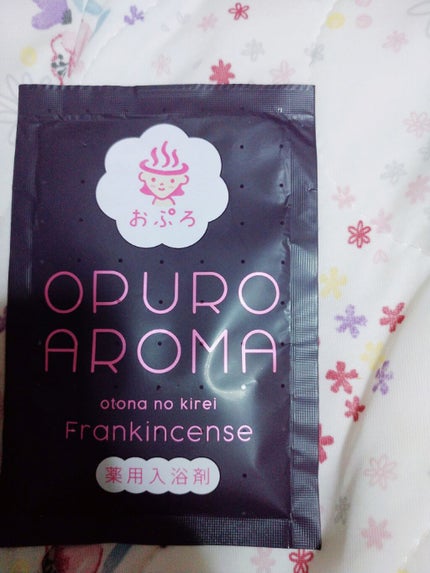 おぷろ
OPURO
AROMA
otona no kirei
Frankincense
薬用入浴剤